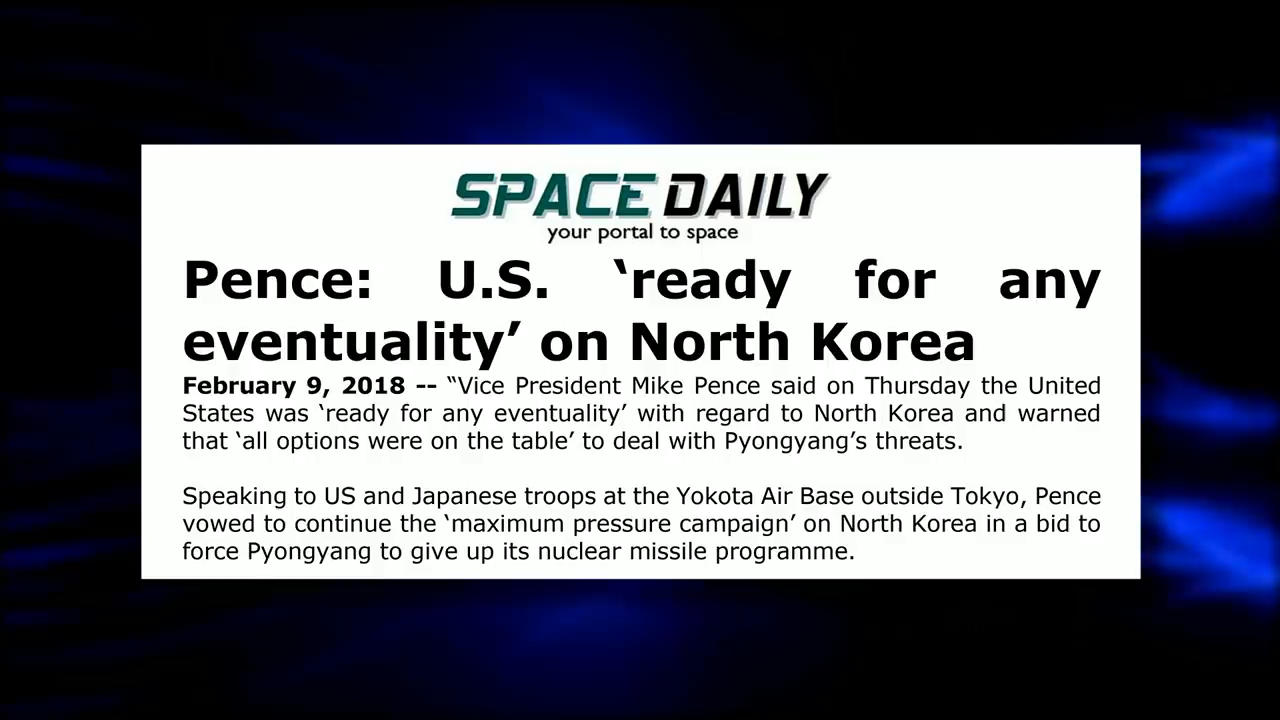 SPACE DAILY
your portal to space
Pence: U.S. ‘ready for any
eventuality’ on North Korea
February 9, 2018 -- “Vice President Mike Pence said on Thursday the United
States was ‘ready for any eventuality’ with regard to North Korea and warned
that ‘all options were on the table’ to deal with Pyongyang’s threats.
Speaking to US and Japanese troops at the Yokota Air Base outside Tokyo, Pence
vowed to continue the ‘maximum pressure campaign’ on North Korea in a bid to
force Pyongyang to give up its nuclear missile programme.